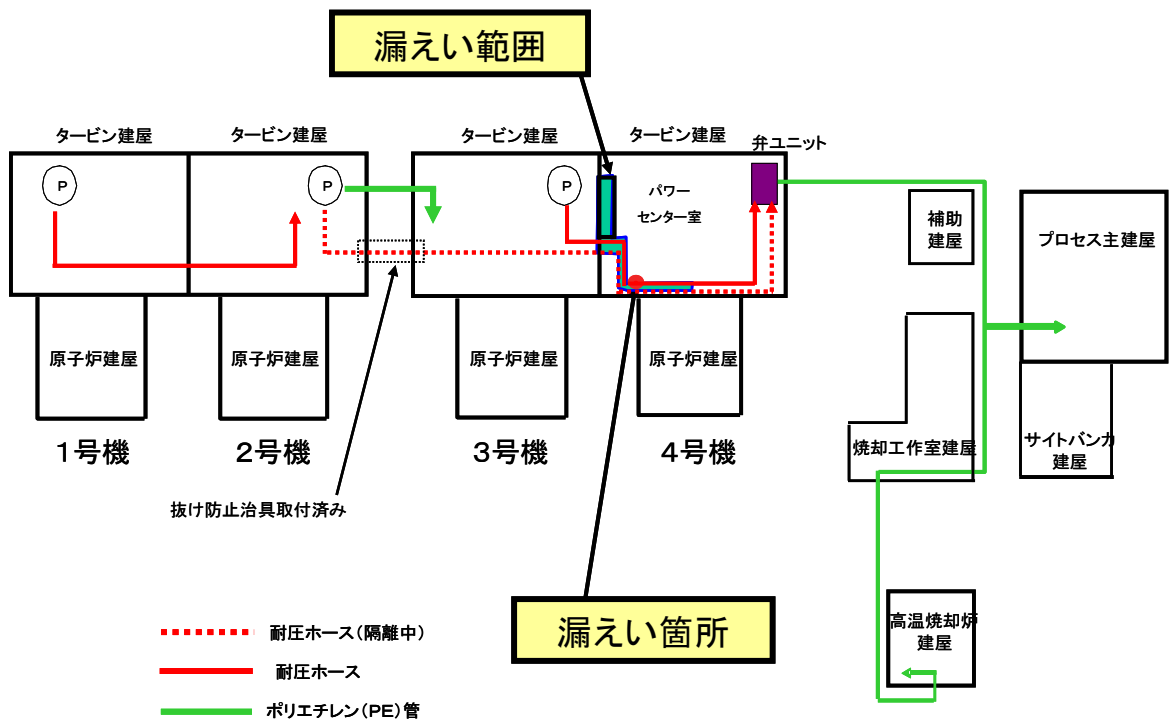 漏えい範囲
タービン建屋
タービン建屋
タービン建屋
タービン建屋
弁ユニット
P
P
P
パワー
センター室
補助
建屋
プロセス主建屋
原子炉建屋
原子炉建屋
原子炉建屋
原子炉建屋
1号機
2号機
3号機
4号機
焼却工作室建屋
サイトバンカ
建屋
抜け防止治具取付済み
漏えい箇所
高温焼却炉
建屋
耐圧ホース(隔離中)
耐圧ホース
ポリエチレン(PE)管